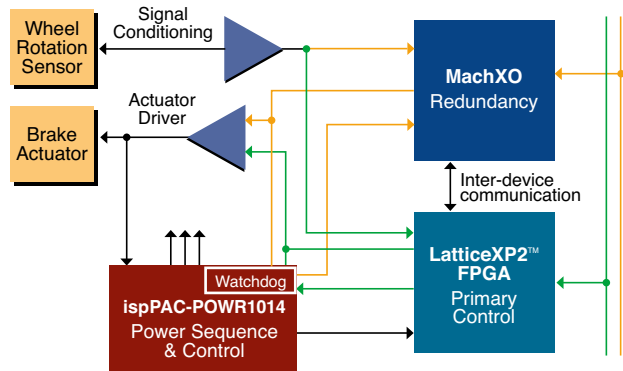 Wheel
Rotation
Sensor
Signal
Conditioning
MachXO
Redundancy
Brake
Actuator
Actuator
Driver
Inter-device
communication
LatticeXP2™
FPGA
Primary
Control
Watchdog
ispPAC-POWR1014
Power Sequence
& Control